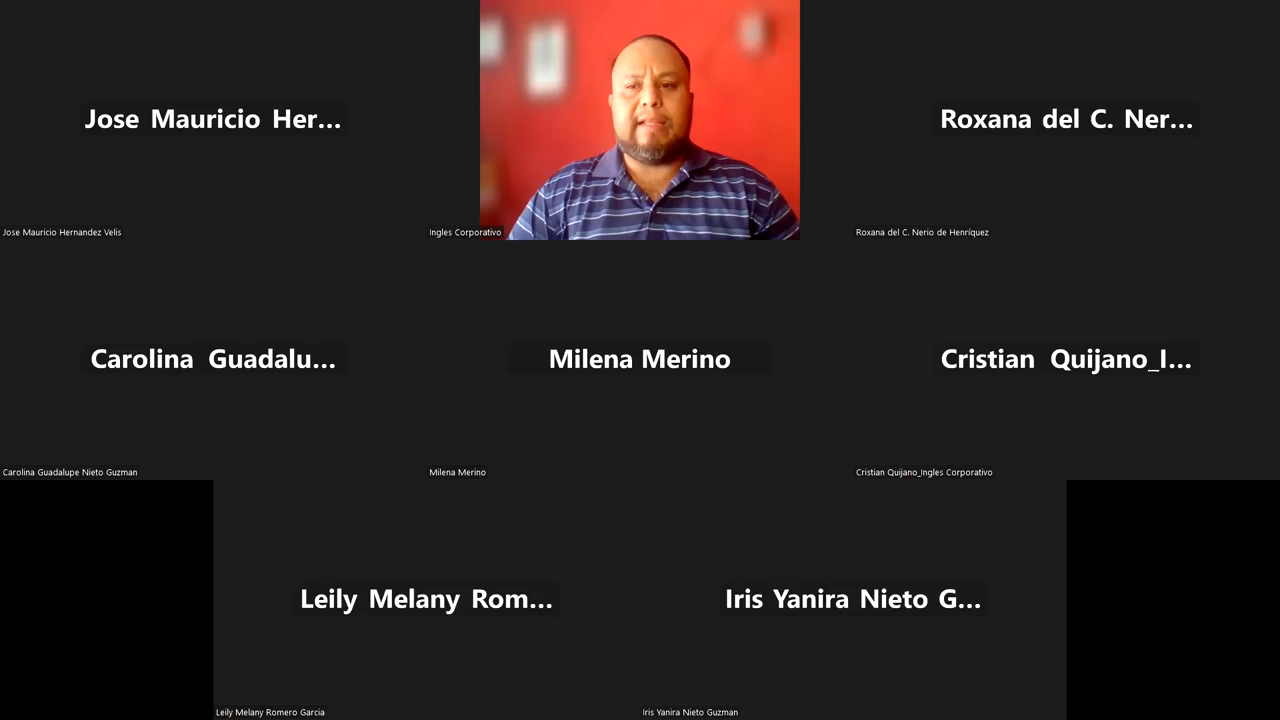 Jose Mauricio Her...
Roxana del C. Ner...
Jose Mauricio Hernandez Velis
Ingles Corporativo
Roxana del C. Nerio de Henríquez
Carolina Guadalu...
Milena Merino
Cristian Quijano_I...
Carolina Guadalupe Nieto Guzman
Milena Merino
Cristian Quijano_Ingles Corporativo
Leily Melany Rom...
Iris Yanira Nieto G...
Leily Melany Romero Garcia
Iris Yanira Nieto Guzman